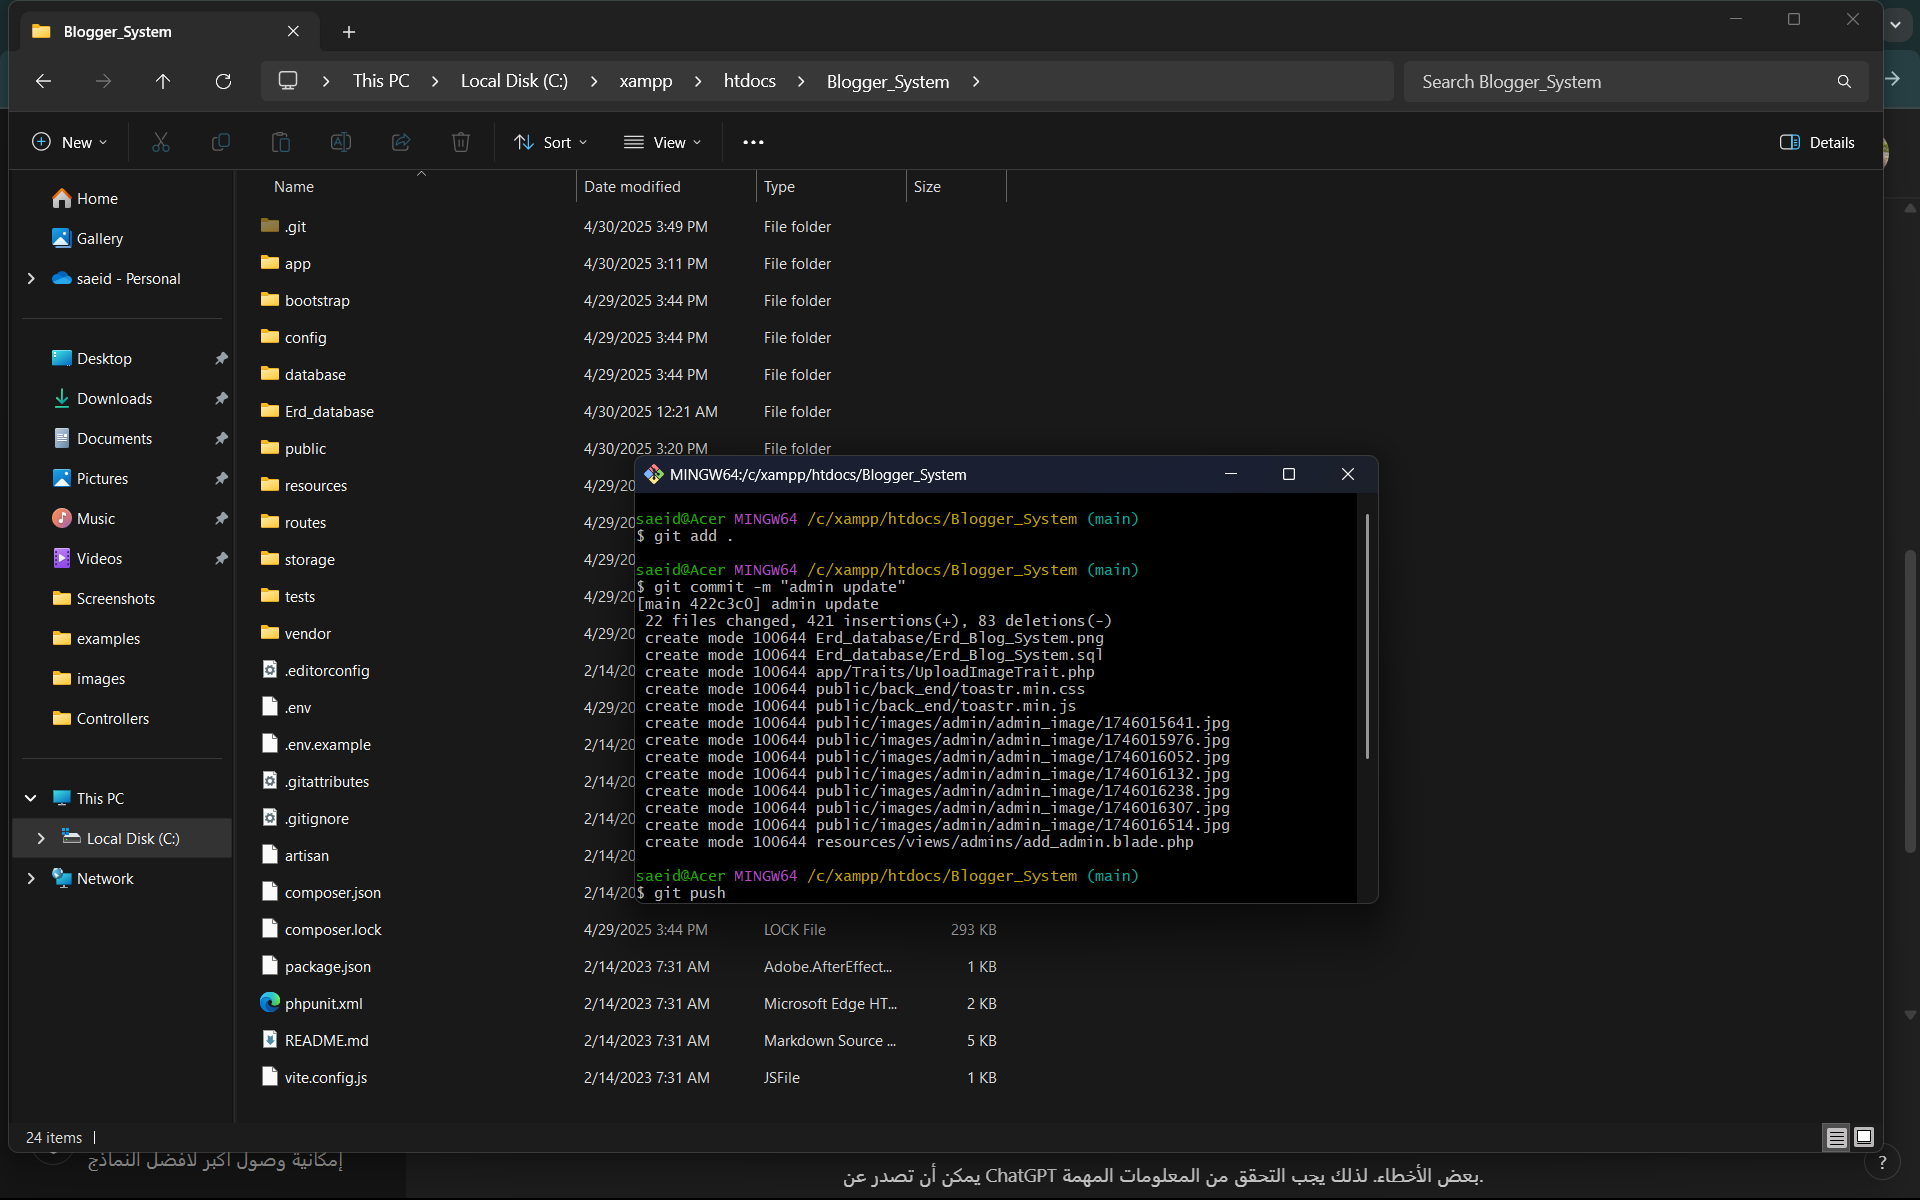 Blogger_System
This PC
Local Disk (C:)
xampp
htdocs
Blogger_System
Search Blogger_System
New
Sort
View
Details
Home
Gallery
saeid - Personal
Desktop
Downloads
Documents
Pictures
Music
Videos
Screenshots
examples
images
Controllers
This PC
Local Disk (C:)
Network
Name Date modified Type Size
.git 4/30/2025 3:49 PM File folder
app 4/30/2025 3:11 PM File folder
bootstrap 4/29/2025 3:44 PM File folder
config 4/29/2025 3:44 PM File folder
database 4/29/2025 3:44 PM File folder
Erd_database 4/30/2025 12:21 AM File folder
public 4/30/2025 3:20 PM File folder
resources 4/29/20
routes 4/29/20
storage 4/29/20
tests 4/29/20
vendor 4/29/20
.editorconfig 2/14/20
.env 4/29/20
.env.example 2/14/20
.gitattributes 2/14/20
.gitignore 2/14/20
artisan 2/14/20
composer.json 2/14/20
composer.lock 4/29/2025 3:44 PM LOCK File 293 KB
package.json 2/14/2023 7:31 AM Adobe.AfterEffect... 1 KB
phpunit.xml 2/14/2023 7:31 AM Microsoft Edge HT... 2 KB
README.md 2/14/2023 7:31 AM Markdown Source ... 5 KB
vite.config.js 2/14/2023 7:31 AM JSFile 1 KB
MINGW64:/c/xampp/htdocs/Blogger_System
saeid@Acer MINGW64 /c/xampp/htdocs/Blogger_System (main)
$ git add .
saeid@Acer MINGW64 /c/xampp/htdocs/Blogger_System (main)
$ git commit -m "admin update"
[main 422c3c0] admin update
22 files changed, 421 insertions(+), 83 deletions(-)
create mode 100644 Erd_database/Erd_Blog_System.png
create mode 100644 Erd_database/Erd_Blog_System.sql
create mode 100644 app/Traits/UploadImageTrait.php
create mode 100644 public/back_end/toastr.min.css
create mode 100644 public/back_end/toastr.min.js
create mode 100644 public/images/admin/admin_image/1746015641.jpg
create mode 100644 public/images/admin/admin_image/1746015976.jpg
create mode 100644 public/images/admin/admin_image/1746016052.jpg
create mode 100644 public/images/admin/admin_image/1746016132.jpg
create mode 100644 public/images/admin/admin_image/1746016238.jpg
create mode 100644 public/images/admin/admin_image/1746016307.jpg
create mode 100644 public/images/admin/admin_image/1746016514.jpg
create mode 100644 resources/views/admins/add_admin.blade.php
saeid@Acer MINGW64 /c/xampp/htdocs/Blogger_System (main)
$ git push
24 items
إمكانية وصول أكبر لأفضل النماذج
يمكن أن تصدر عن ChatGPT بعض الأخطاء. لذلك يجب التحقق من المعلومات المهمة.
?